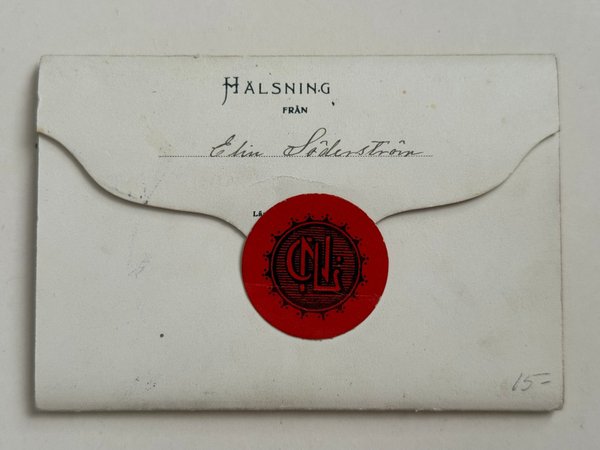 HÄLSNING
FRÅN
Elin Söderström
15-